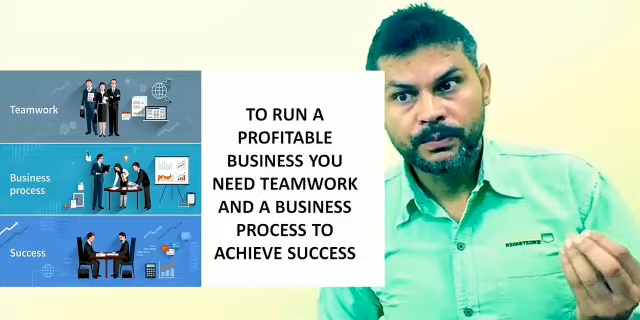 Teamwork
Business
process
Success
TO RUN A
PROFITABLE
BUSINESS YOU
NEED TEAMWORK
AND A BUSINESS
PROCESS TO
ACHIEVE SUCCESS